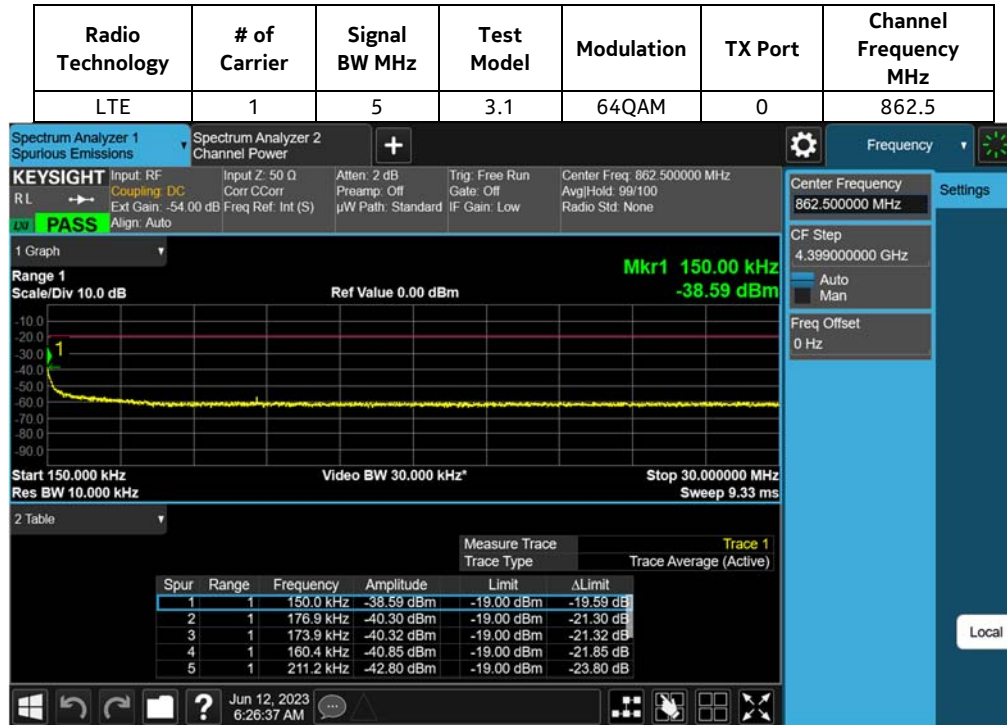 Radio Technology	# of Carrier	Signal BW MHz	Test Model	Modulation	TX Port	Channel Frequency MHz
LTE	1	5	3.1	64QAM	0	862.5
Spectrum Analyzer 1
Spurious Emissions
Spectrum Analyzer 2
Channel Power
+
Frequency
KEYSIGHT
RL
PASS
Input: RF
Coupling: DC
Ext Gain: -54.00 dB
Align: Auto
Input Z: 50 Ω
Corr CCorr
Freq Ref: Int (S)
Atten: 2 dB
Preamp: Off
µW Path: Standard
Trig: Free Run
Gate: Off
IF Gain: Low
Center Freq: 862.500000 MHz
Avg|Hold: 99/100
Radio Std: None
Center Frequency
862.500000 MHz
Settings
CF Step
4.399000000 GHz
Auto
Man
Freq Offset
0 Hz
1 Graph
Range 1
Scale/Div 10.0 dB
Ref Value 0.00 dBm
Mkr1 150.00 kHz
-38.59 dBm
-10.0
-20.0
-30.0
-40.0
-50.0
-60.0
-70.0
-80.0
-90.0
1
Start 150.000 kHz
Video BW 30.000 kHz*
Stop 30.000000 MHz
Res BW 10.000 kHz
Sweep 9.33 ms
2 Table
Measure Trace	Trace 1
Trace Type	Trace Average (Active)
Spur	Range	Frequency	Amplitude	Limit	ΔLimit
1	1	150.0 kHz	-38.59 dBm	-19.00 dBm	-19.59 dB
2	1	176.9 kHz	-40.30 dBm	-19.00 dBm	-21.30 dB
3	1	173.9 kHz	-40.32 dBm	-19.00 dBm	-21.32 dB
4	1	160.4 kHz	-40.85 dBm	-19.00 dBm	-21.85 dB
5	1	211.2 kHz	-42.80 dBm	-19.00 dBm	-23.80 dB
Local
?
Jun 12, 2023
6:26:37 AM